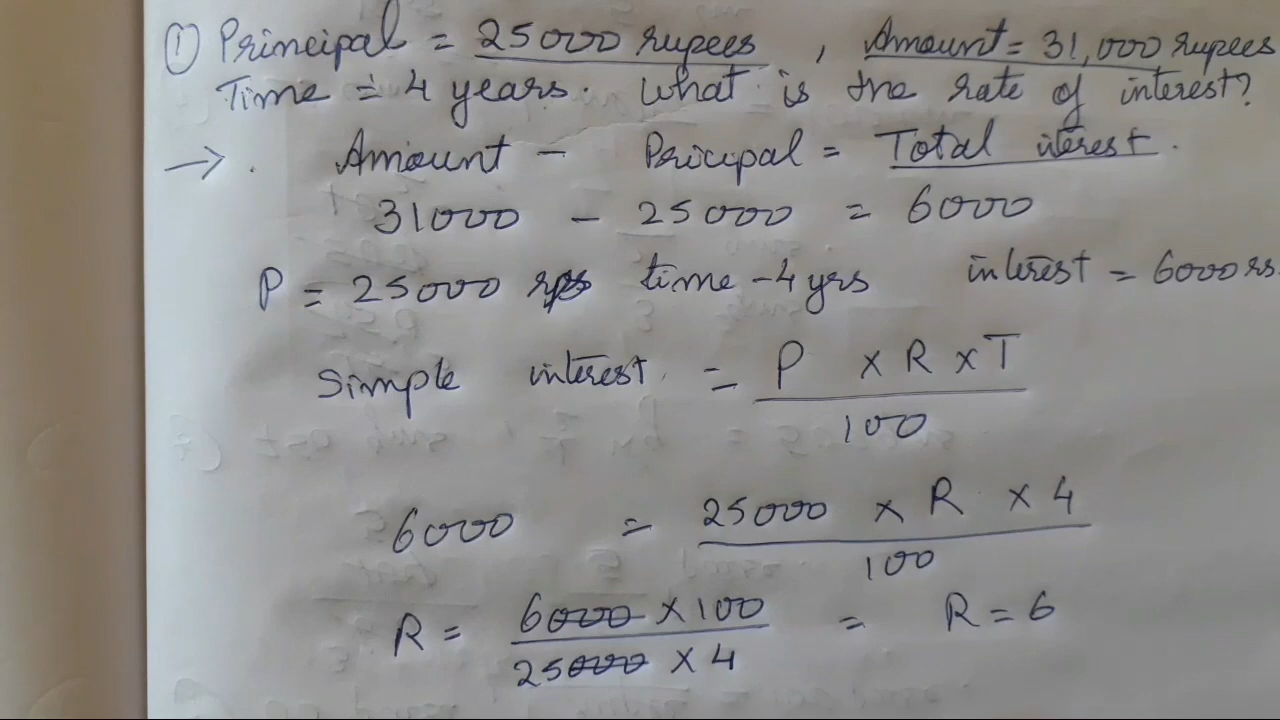 ① Principal = 25000 rupees , Amount = 31,000 rupees
Time = 4 years. What is the rate of interest?
→ . Amount - Pricipal = Total iterest.
31000 - 25000 = 6000
P = 25000 rps time - 4 yrs interest = 6000 rs.
Simple interest = P × R × T
100
6000 = 25000 × R × 4
100
R = 6000 × 100 = R = 6
25000 × 4